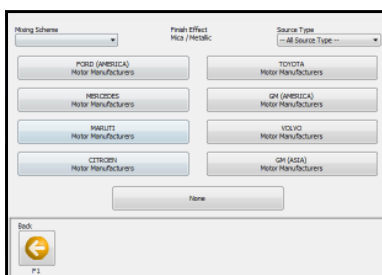 Mixing Scheme Finish Effect Source Type
Mica / Metallic -- All Source Type --
FORD (AMERICA) TOYOTA
Motor Manufacturers Motor Manufacturers
MERCEDES GM (AMERICA)
Motor Manufacturers Motor Manufacturers
MARUTI VOLVO
Motor Manufacturers Motor Manufacturers
CITROEN GM (ASIA)
Motor Manufacturers Motor Manufacturers
None
Back
F1